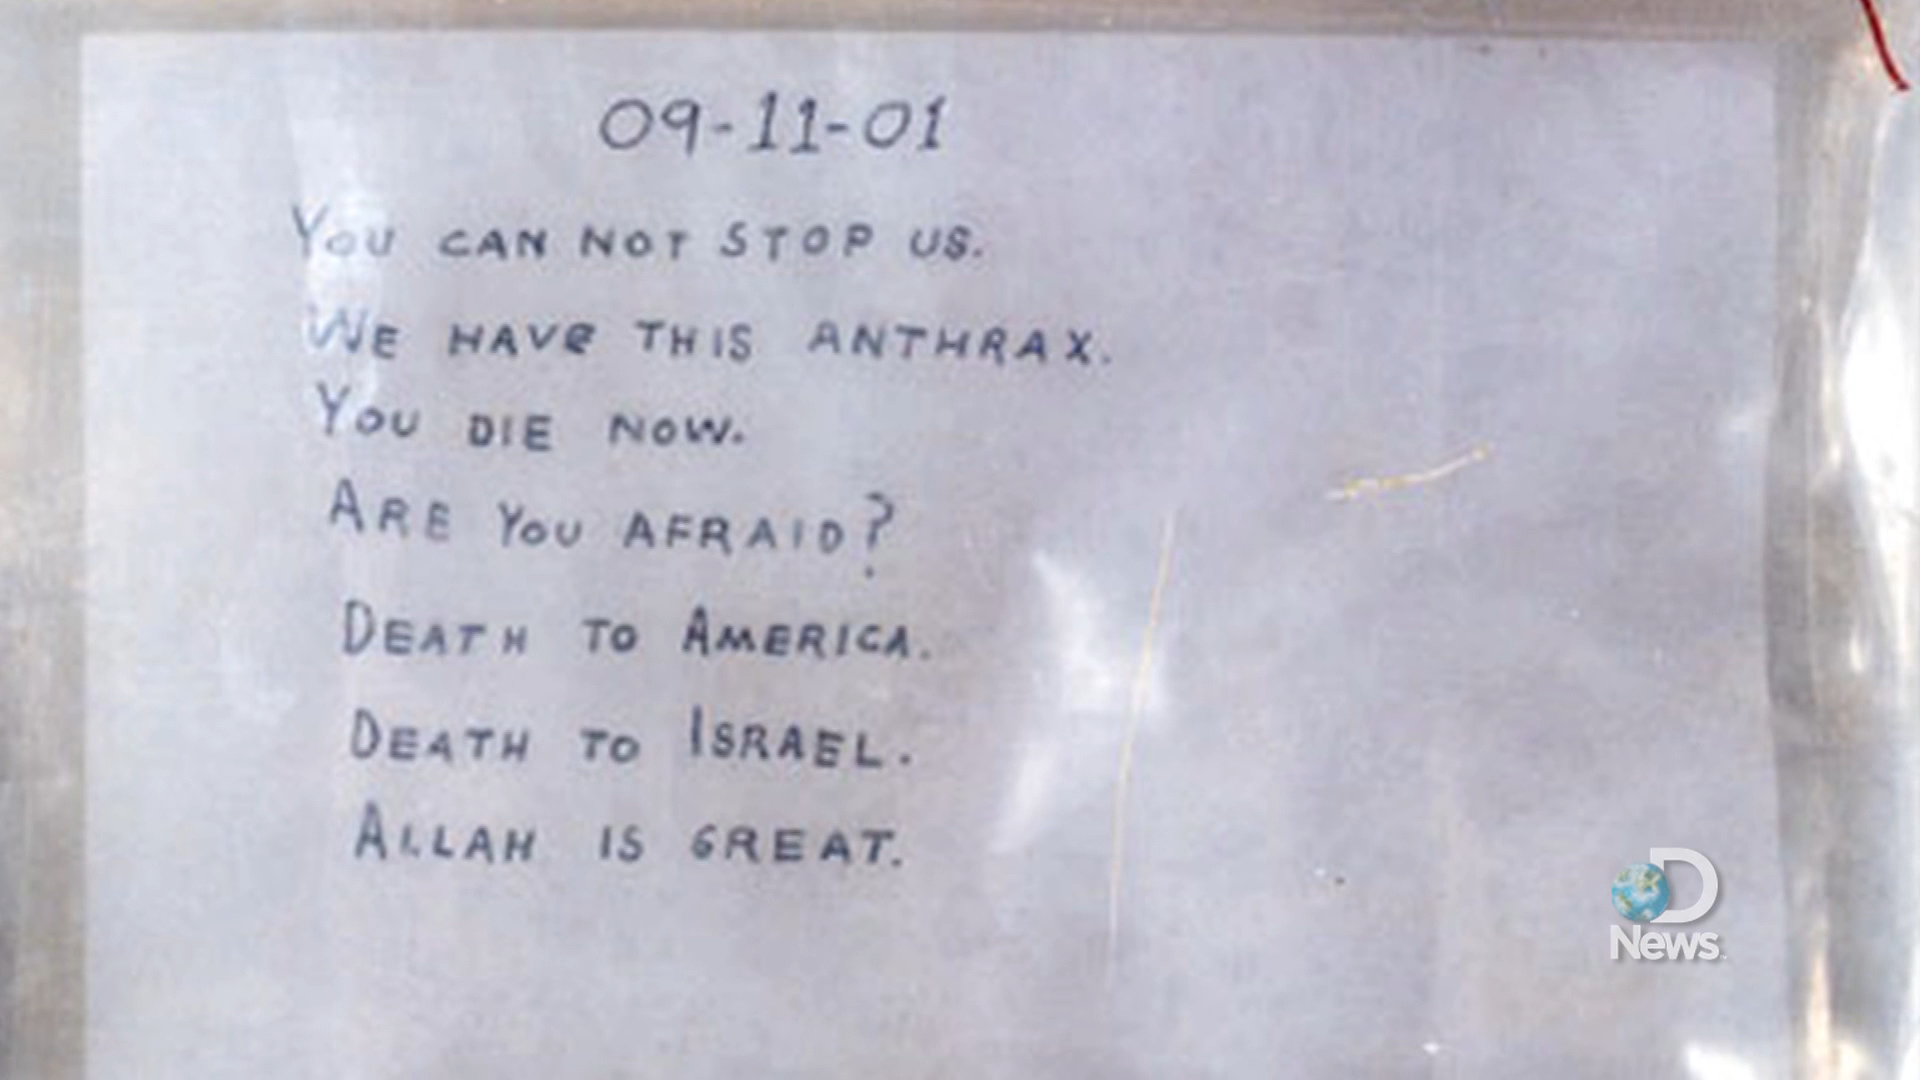 09-11-01
YOU CAN NOT STOP US.
WE HAVe THIS ANTHRAX.
YOU DIE NOW.
ARE YOU AFRAID?
DEATH TO AMERICA.
DEATH TO ISRAEL.
ALLAH IS GREAT.
D
News